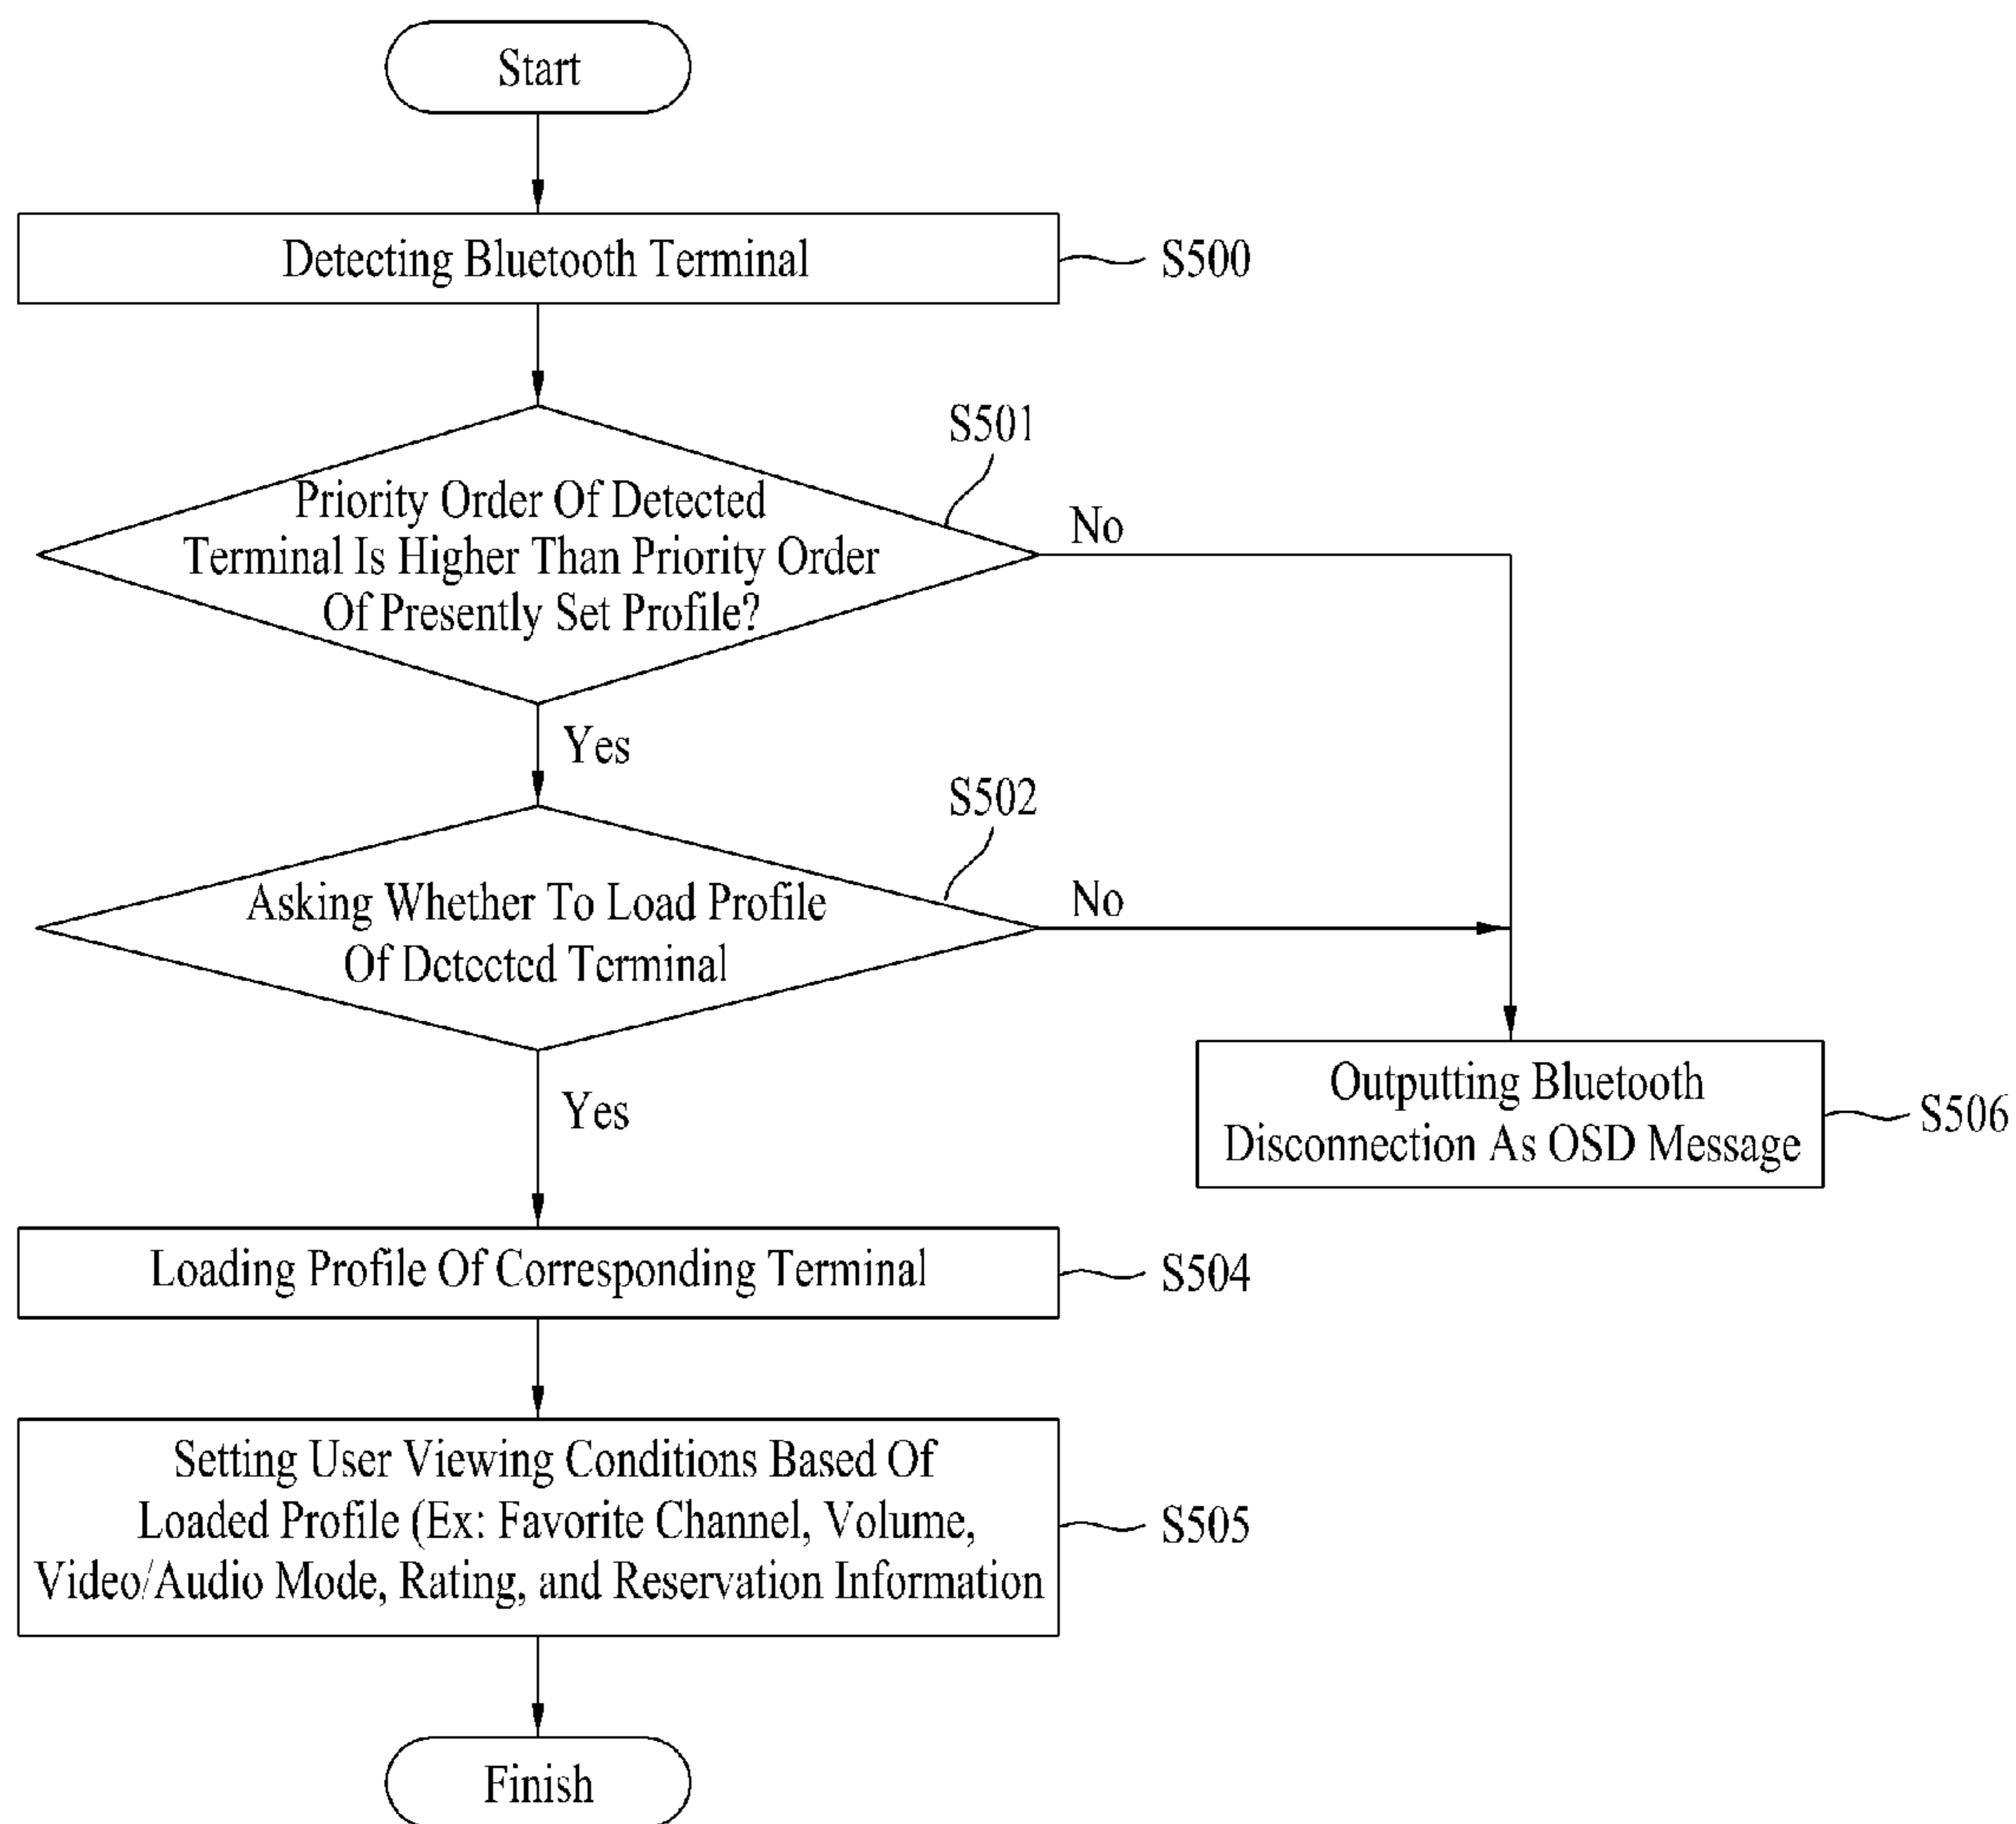 Start
Detecting Bluetooth Terminal
S500
S501
Priority Order Of Detected
Terminal Is Higher Than Priority Order
Of Presently Set Profile?
No
Yes
S502
Asking Whether To Load Profile
Of Detected Terminal
No
Yes
Outputting Bluetooth
Disconnection As OSD Message
S506
Loading Profile Of Corresponding Terminal
S504
Setting User Viewing Conditions Based Of
Loaded Profile (Ex: Favorite Channel, Volume,
Video/Audio Mode, Rating, and Reservation Information
S505
Finish